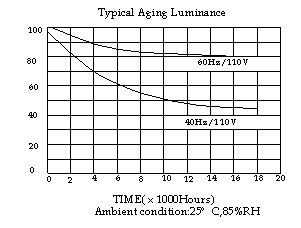 Typical Aging Luminance
100
80
60
40
20
0
60Hz/110V
40Hz/110V
0 2 4 6 8 10 12 14 16 18 20
TIME(×1000Hours)
Ambient condition:25° C,85%RH